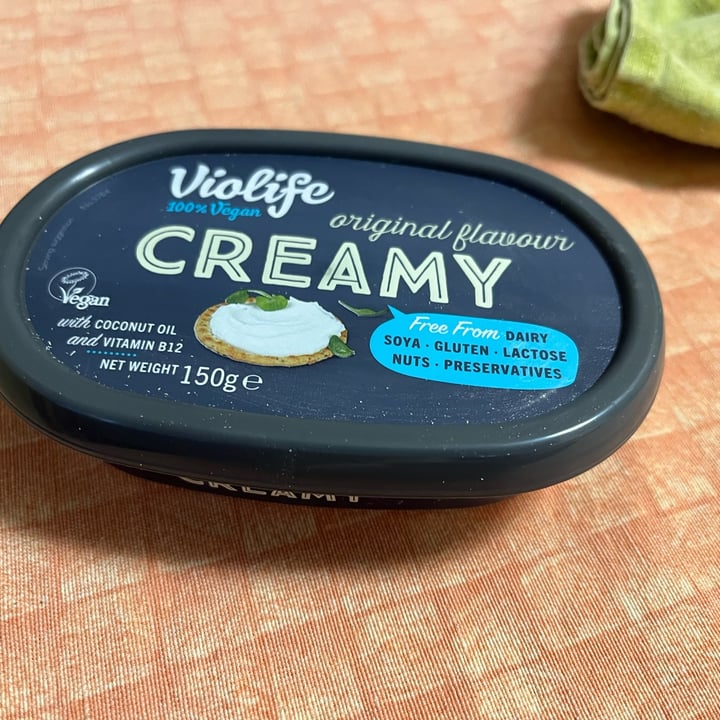 Violife
100% Vegan
original flavour
CREAMY
Vegan
with COCONUT OIL
and VITAMIN B12
NET WEIGHT 150g e
Free From DAIRY
SOYA · GLUTEN · LACTOSE
NUTS · PRESERVATIVES
CREAMY